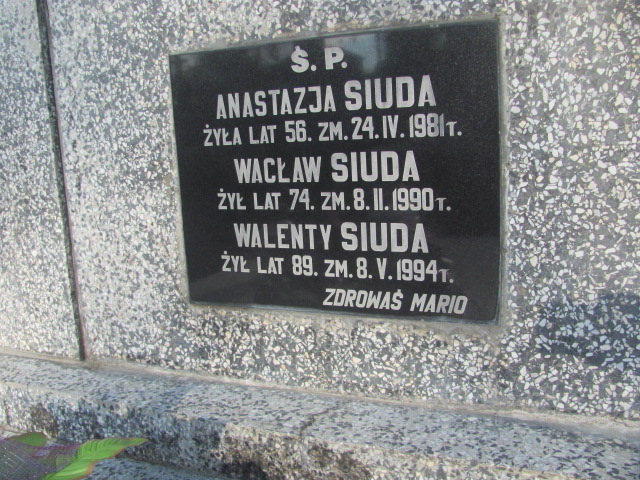 Ś. P.
ANASTAZJA SIUDA
ŻYŁA LAT 56. ZM. 24. IV. 1981 r.
WACŁAW SIUDA
ŻYŁ LAT 74. ZM. 8. II. 1990 r.
WALENTY SIUDA
ŻYŁ LAT 89. ZM. 8. V. 1994 r.
ZDROWAŚ MARIO